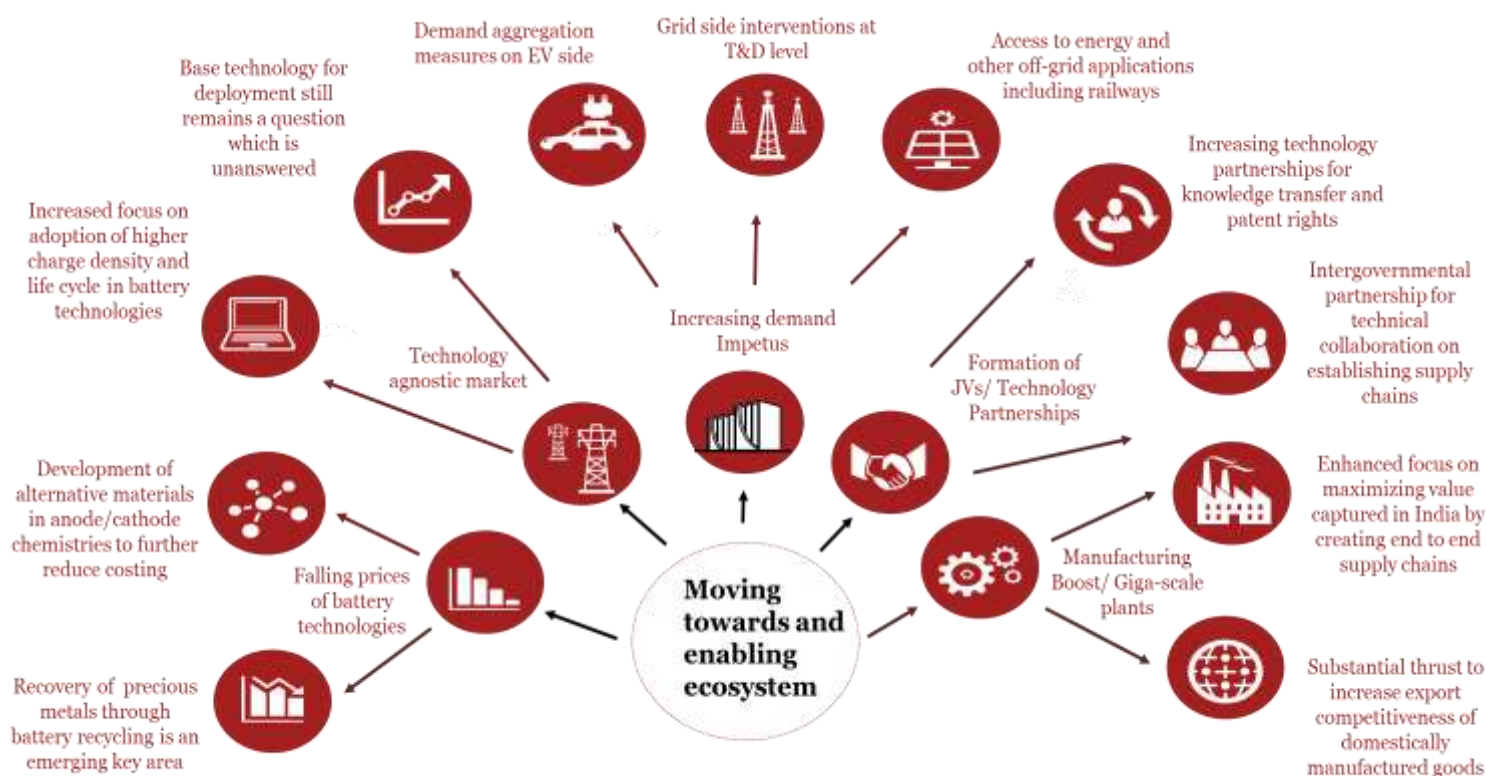 Demand aggregation
measures on EV side
Grid side interventions at
T&D level
Access to energy and
other off-grid applications
including railways
Base technology for
deployment still
remains a question
which is
unanswered
Increasing technology
partnerships for
knowledge transfer and
patent rights
Increased focus on
adoption of higher
charge density and
life cycle in battery
technologies
Intergovernmental
partnership for
technical
collaboration on
establishing supply
chains
Increasing demand
Impetus
Technology
agnostic market
Formation of
JVs/ Technology
Partnerships
Development of
alternative materials
in anode/cathode
chemistries to further
reduce costing
Enhanced focus on
maximizing value
captured in India by
creating end to end
supply chains
Falling prices
of battery
technologies
Manufacturing
Boost/ Giga-scale
plants
Moving
towards and
enabling
ecosystem
Recovery of precious
metals through
battery recycling is an
emerging key area
Substantial thrust to
increase export
competitiveness of
domestically
manufactured goods